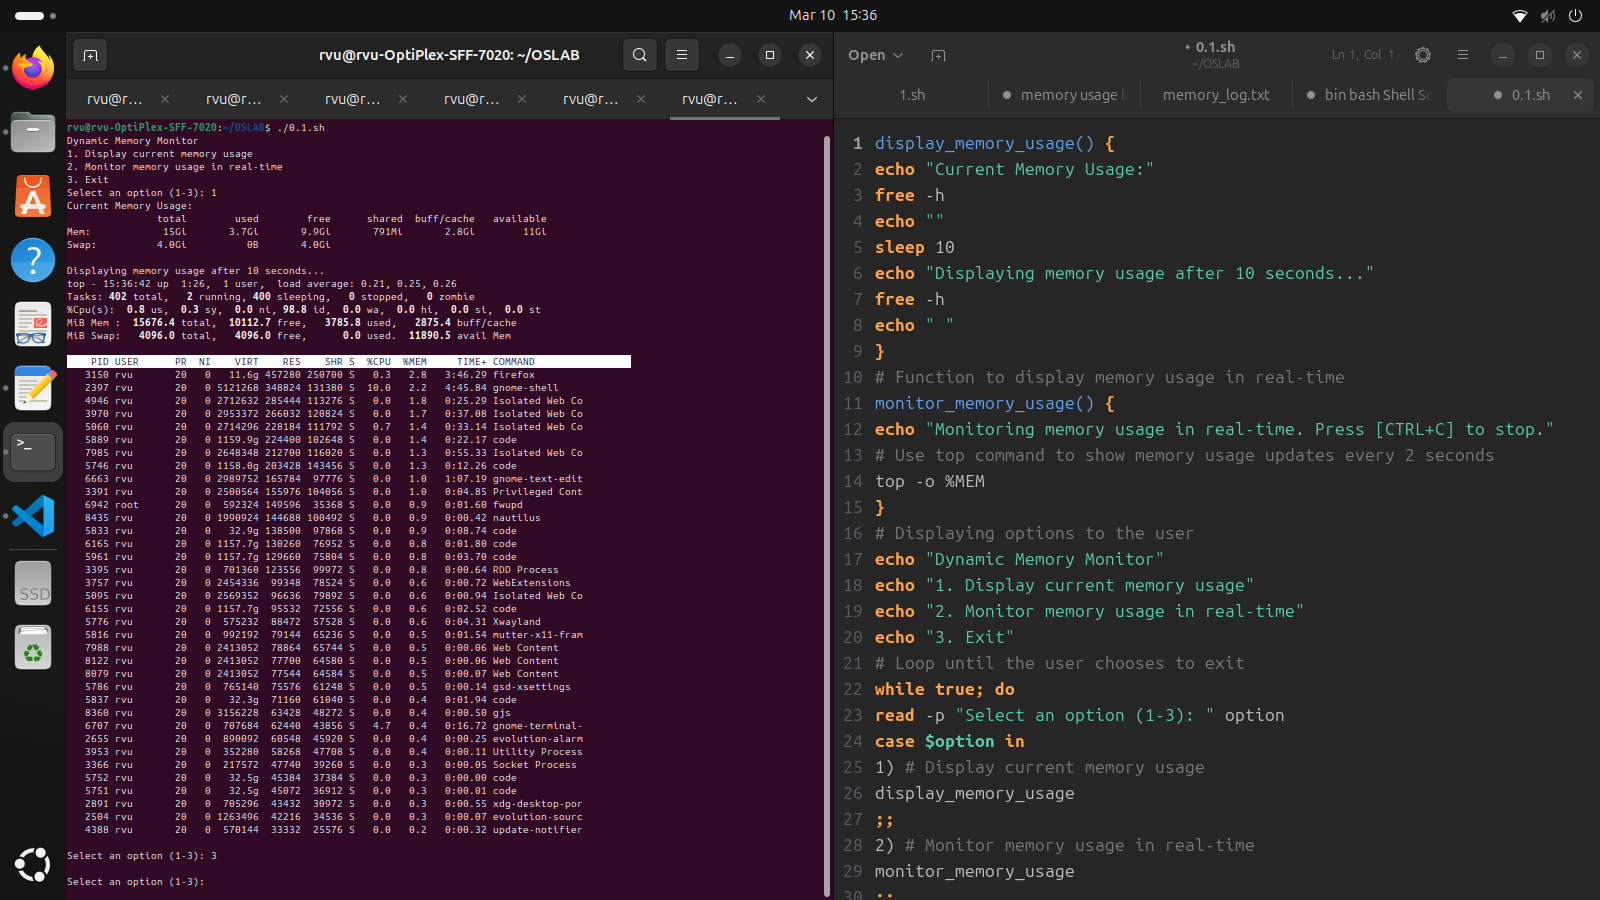 Mar 10 15:36
rvu@rvu-OptiPlex-SFF-7020: ~/OSLAB
rvu@r... × rvu@r... × rvu@r... × rvu@r... × rvu@r... × rvu@r... ×
rvu@rvu-OptiPlex-SFF-7020:~/OSLAB$ ./0.1.sh
Dynamic Memory Monitor
1. Display current memory usage
2. Monitor memory usage in real-time
3. Exit
Select an option (1-3): 1
Current Memory Usage:
total used free shared buff/cache available
Mem: 15Gi 3.7Gi 9.9Gi 791Mi 2.8Gi 11Gi
Swap: 4.0Gi 0B 4.0Gi
Displaying memory usage after 10 seconds...
top - 15:36:42 up 1:26, 1 user, load average: 0.21, 0.25, 0.26
Tasks: 402 total, 2 running, 400 sleeping, 0 stopped, 0 zombie
%Cpu(s): 0.8 us, 0.3 sy, 0.0 ni, 98.8 id, 0.0 wa, 0.0 hi, 0.0 si, 0.0 st
MiB Mem : 15676.4 total, 10112.7 free, 3785.8 used, 2875.4 buff/cache
MiB Swap: 4096.0 total, 4096.0 free, 0.0 used. 11890.5 avail Mem
PID USER PR NI VIRT RES SHR S %CPU %MEM TIME+ COMMAND
3150 rvu 20 0 11.6g 457280 250700 S 0.3 2.8 3:46.29 firefox
2397 rvu 20 0 5121268 348824 131380 S 10.0 2.2 4:45.84 gnome-shell
4946 rvu 20 0 2712632 285444 113276 S 0.0 1.8 0:25.29 Isolated Web Co
3970 rvu 20 0 2953372 266032 120824 S 0.0 1.7 0:37.08 Isolated Web Co
5060 rvu 20 0 2714296 228184 111792 S 0.7 1.4 0:33.14 Isolated Web Co
5889 rvu 20 0 1159.9g 224400 102648 S 0.0 1.4 0:22.17 code
7985 rvu 20 0 2648348 212700 116020 S 0.0 1.3 0:55.33 Isolated Web Co
5746 rvu 20 0 1158.0g 203428 143456 S 0.0 1.3 0:12.26 code
6663 rvu 20 0 2989752 165784 97776 S 0.0 1.0 1:07.19 gnome-text-edit
3391 rvu 20 0 2500564 155976 104056 S 0.0 1.0 0:04.85 Privileged Cont
6942 root 20 0 592324 149596 35368 S 0.0 0.9 0:01.60 fwupd
8435 rvu 20 0 1990924 144688 100492 S 0.0 0.9 0:00.42 nautilus
5833 rvu 20 0 32.9g 138500 97868 S 0.0 0.9 0:08.74 code
6165 rvu 20 0 1157.7g 130260 76952 S 0.0 0.8 0:01.80 code
5961 rvu 20 0 1157.7g 129660 75804 S 0.0 0.8 0:03.70 code
3395 rvu 20 0 701360 123556 99972 S 0.0 0.8 0:00.64 RDD Process
3757 rvu 20 0 2454336 99348 78524 S 0.0 0.6 0:00.72 WebExtensions
5095 rvu 20 0 2569352 96636 79892 S 0.0 0.6 0:00.94 Isolated Web Co
6155 rvu 20 0 1157.7g 95532 72556 S 0.0 0.6 0:02.52 code
5776 rvu 20 0 575232 88472 57528 S 0.0 0.6 0:04.31 Xwayland
5816 rvu 20 0 992192 79144 65236 S 0.0 0.5 0:01.54 mutter-x11-fram
7988 rvu 20 0 2413052 78864 65744 S 0.0 0.5 0:00.06 Web Content
8122 rvu 20 0 2413052 77700 64580 S 0.0 0.5 0:00.06 Web Content
8079 rvu 20 0 2413052 77544 64584 S 0.0 0.5 0:00.07 Web Content
5786 rvu 20 0 765140 75576 61248 S 0.0 0.5 0:00.14 gsd-xsettings
5837 rvu 20 0 32.3g 71160 61040 S 0.0 0.4 0:01.94 code
8360 rvu 20 0 3156228 63428 48272 S 0.0 0.4 0:00.50 gjs
6707 rvu 20 0 707684 62440 43856 S 4.7 0.4 0:16.72 gnome-terminal-
2655 rvu 20 0 890092 60548 45920 S 0.0 0.4 0:00.25 evolution-alarm
3953 rvu 20 0 352280 58268 47708 S 0.0 0.4 0:00.11 Utility Process
3366 rvu 20 0 217572 47740 39260 S 0.0 0.3 0:00.05 Socket Process
5752 rvu 20 0 32.5g 45384 37384 S 0.0 0.3 0:00.00 code
5751 rvu 20 0 32.5g 45072 36912 S 0.0 0.3 0:00.01 code
2891 rvu 20 0 705296 43432 30972 S 0.0 0.3 0:00.55 xdg-desktop-por
2504 rvu 20 0 1263496 42216 34536 S 0.0 0.3 0:00.07 evolution-sourc
4388 rvu 20 0 570144 33332 25576 S 0.0 0.2 0:00.32 update-notifier
Select an option (1-3): 3
Select an option (1-3):
SSD
Open • 0.1.sh Ln 1, Col 1
~/OSLAB
1.sh • memory usage l memory_log.txt • bin bash Shell Sc • 0.1.sh ×
1 display_memory_usage() {
2 echo "Current Memory Usage:"
3 free -h
4 echo ""
5 sleep 10
6 echo "Displaying memory usage after 10 seconds..."
7 free -h
8 echo " "
9 }
10 # Function to display memory usage in real-time
11 monitor_memory_usage() {
12 echo "Monitoring memory usage in real-time. Press [CTRL+C] to stop."
13 # Use top command to show memory usage updates every 2 seconds
14 top -o %MEM
15 }
16 # Displaying options to the user
17 echo "Dynamic Memory Monitor"
18 echo "1. Display current memory usage"
19 echo "2. Monitor memory usage in real-time"
20 echo "3. Exit"
21 # Loop until the user chooses to exit
22 while true; do
23 read -p "Select an option (1-3): " option
24 case $option in
25 1) # Display current memory usage
26 display_memory_usage
27 ;;
28 2) # Monitor memory usage in real-time
29 monitor_memory_usage
30 ;;